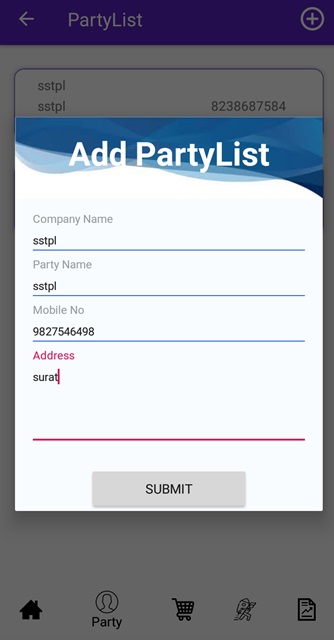 PartyList
sstpl
sstpl 8238687584
Add PartyList
Company Name
sstpl
Party Name
sstpl
Mobile No
9827546498
Address
surat
SUBMIT
Party